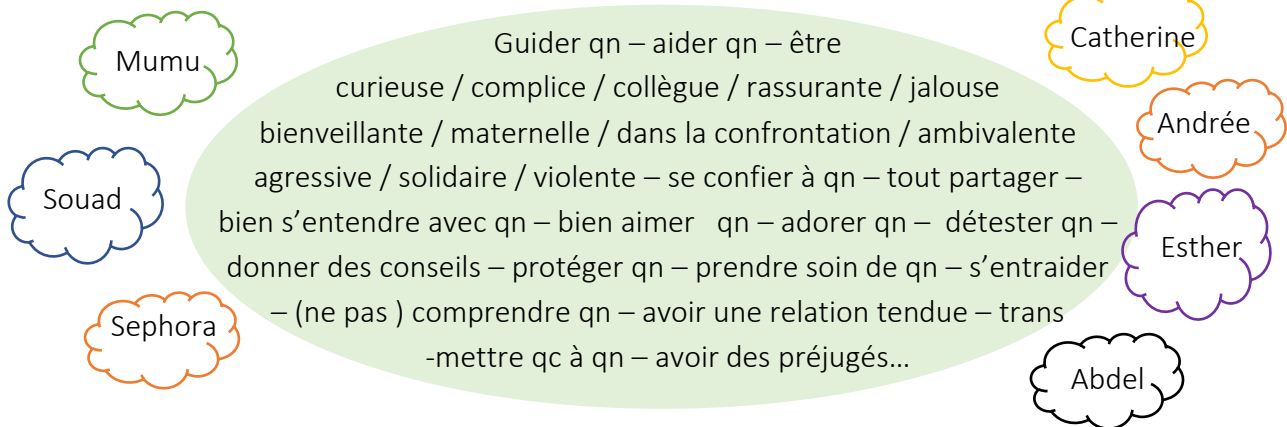 Mumu
Catherine
Andrée
Souad
Esther
Sephora
Abdel
Guider qn – aider qn – être
curieuse / complice / collègue / rassurante / jalouse
bienveillante / maternelle / dans la confrontation / ambivalente
agressive / solidaire / violente – se confier à qn – tout partager –
bien s’entendre avec qn – bien aimer qn – adorer qn – détester qn –
donner des conseils – protéger qn – prendre soin de qn – s’entraider
– (ne pas ) comprendre qn – avoir une relation tendue – trans
-mettre qc à qn – avoir des préjugés…